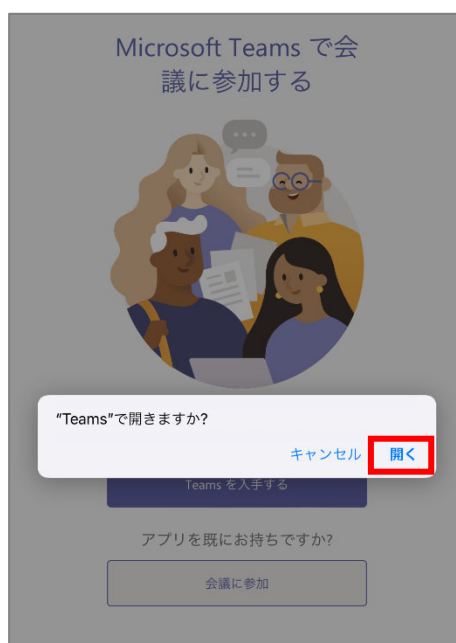 Microsoft Teams で会
議に参加する
"Teams"で開きますか?
キャンセル 開く
Teams を入手する
アプリを既にお持ちですか?
会議に参加